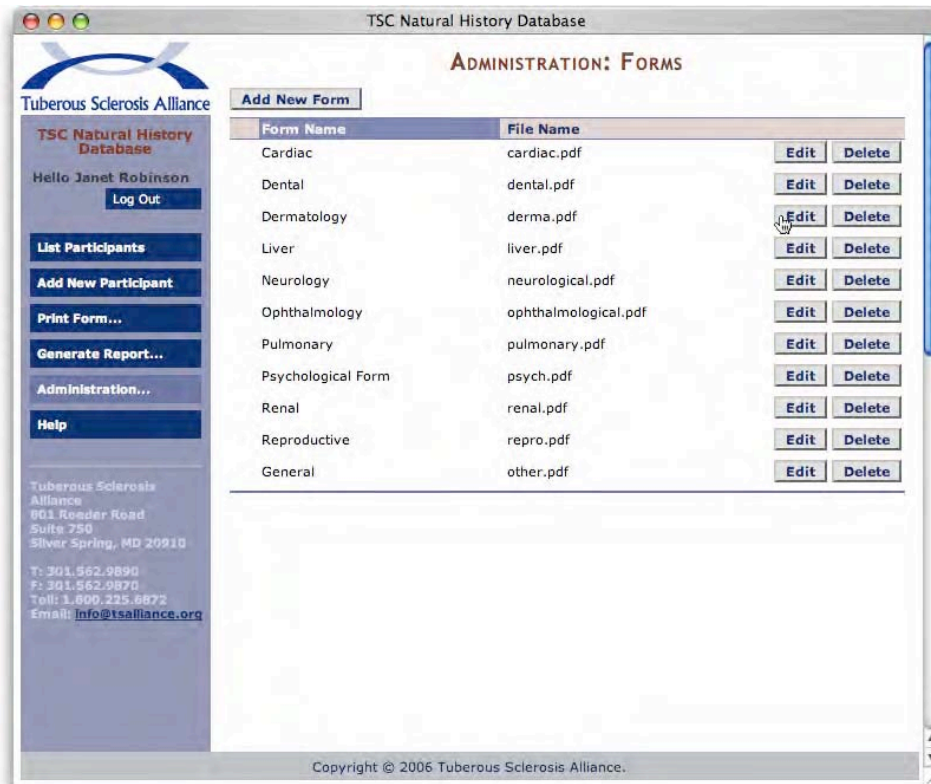 TSC Natural History Database
Tuberous Sclerosis Alliance
TSC Natural History
Database
Hello Janet Robinson
Log Out
List Participants
Add New Participant
Print Form...
Generate Report...
Administration...
Help
Tuberous Sclerosis
Alliance
801 Roeder Road
Suite 750
Silver Spring, MD 20910
T: 301.562.9890
F: 301.562.9870
Toll: 1.800.225.6872
Email: info@tsalliance.org
Administration: Forms
Add New Form
Form Name File Name
Cardiac cardiac.pdf Edit Delete
Dental dental.pdf Edit Delete
Dermatology derma.pdf Edit Delete
Liver liver.pdf Edit Delete
Neurology neurological.pdf Edit Delete
Ophthalmology ophthalmological.pdf Edit Delete
Pulmonary pulmonary.pdf Edit Delete
Psychological Form psych.pdf Edit Delete
Renal renal.pdf Edit Delete
Reproductive repro.pdf Edit Delete
General other.pdf Edit Delete
Copyright © 2006 Tuberous Sclerosis Alliance.